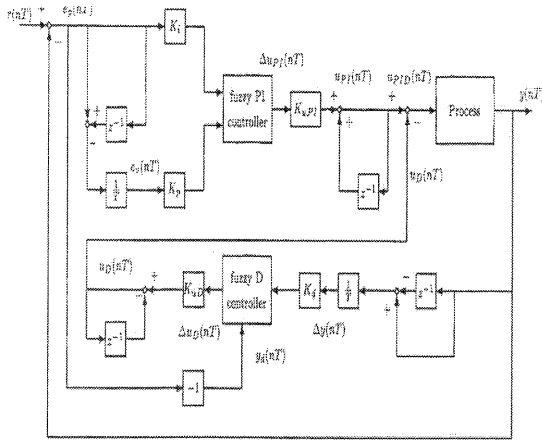 r(nT) + e_p(nT)
−
K_i
Δu_PI(nT)
fuzzy PI
controller
K_uPI
u_PI(nT)
u_PID(nT)
+
+
+
−
Process
y(nT)
+
−
z⁻¹
1/T
e_v(nT)
K_p
z⁻¹
u_D(nT)
u_D(nT)
+
−
K_uD
Δu_D(nT)
fuzzy D
controller
K_d
1/T
Δy(nT)
−
+
z⁻¹
z⁻¹
y_d(nT)
−1